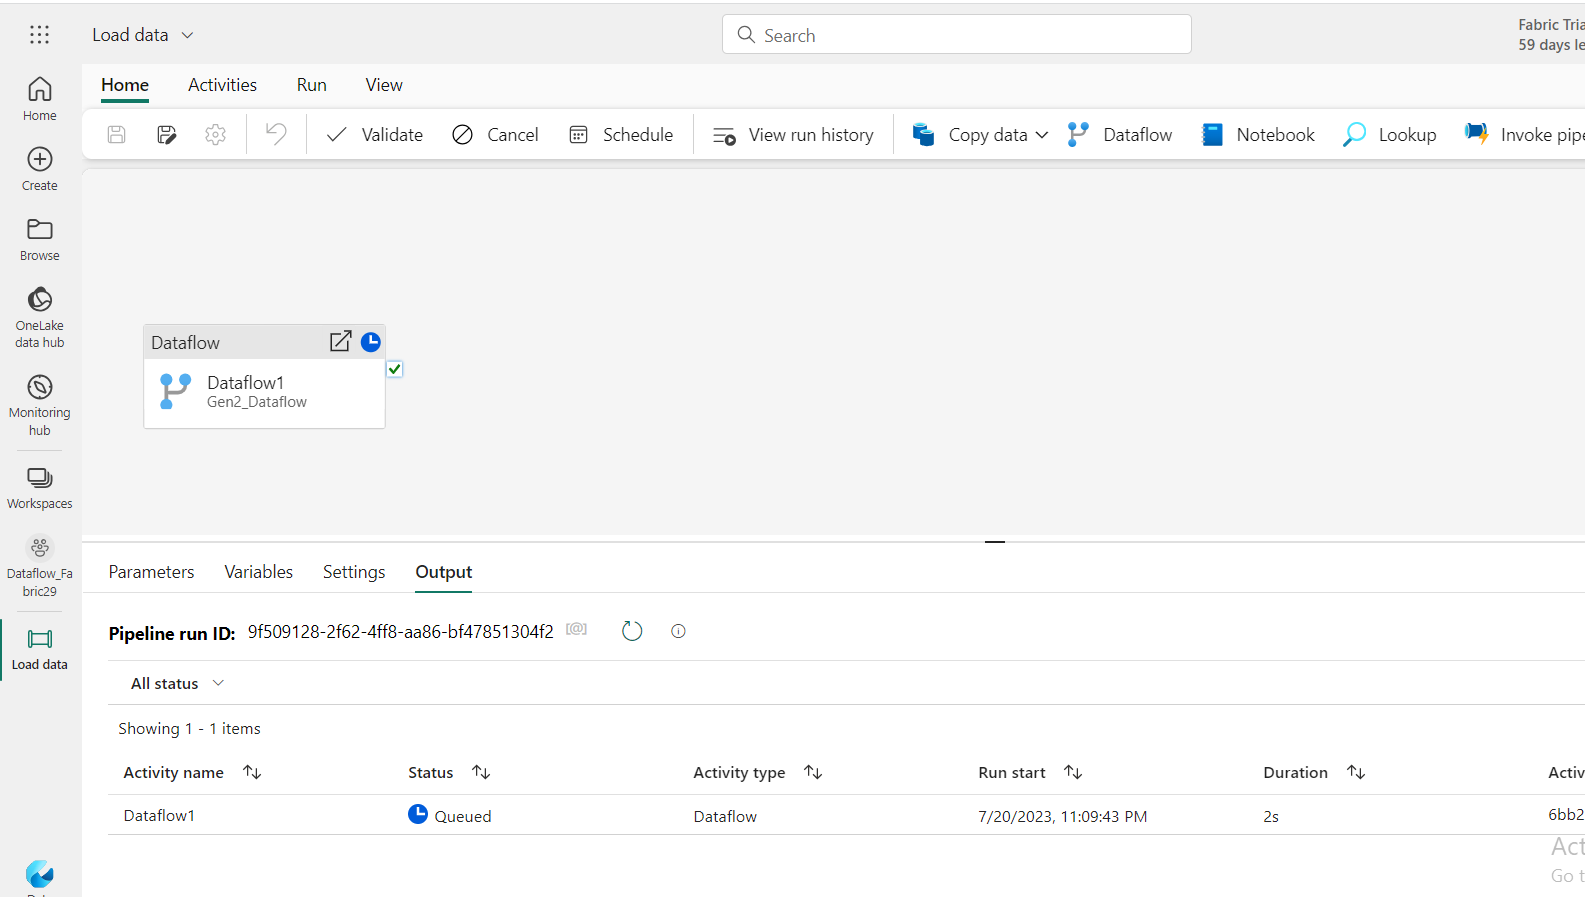 Load data
Search
Fabric Tria
59 days le
Home Activities Run View
Validate Cancel Schedule View run history Copy data Dataflow Notebook Lookup Invoke pipe
Home
Create
Browse
OneLake
data hub
Monitoring
hub
Workspaces
Dataflow_Fa
bric29
Load data
Dataflow
Dataflow1
Gen2_Dataflow
Parameters Variables Settings Output
Pipeline run ID: 9f509128-2f62-4ff8-aa86-bf47851304f2 [@]
All status
Showing 1 - 1 items
Activity name Status Activity type Run start Duration Activ
Dataflow1 Queued Dataflow 7/20/2023, 11:09:43 PM 2s 6bb2
Act
Go t